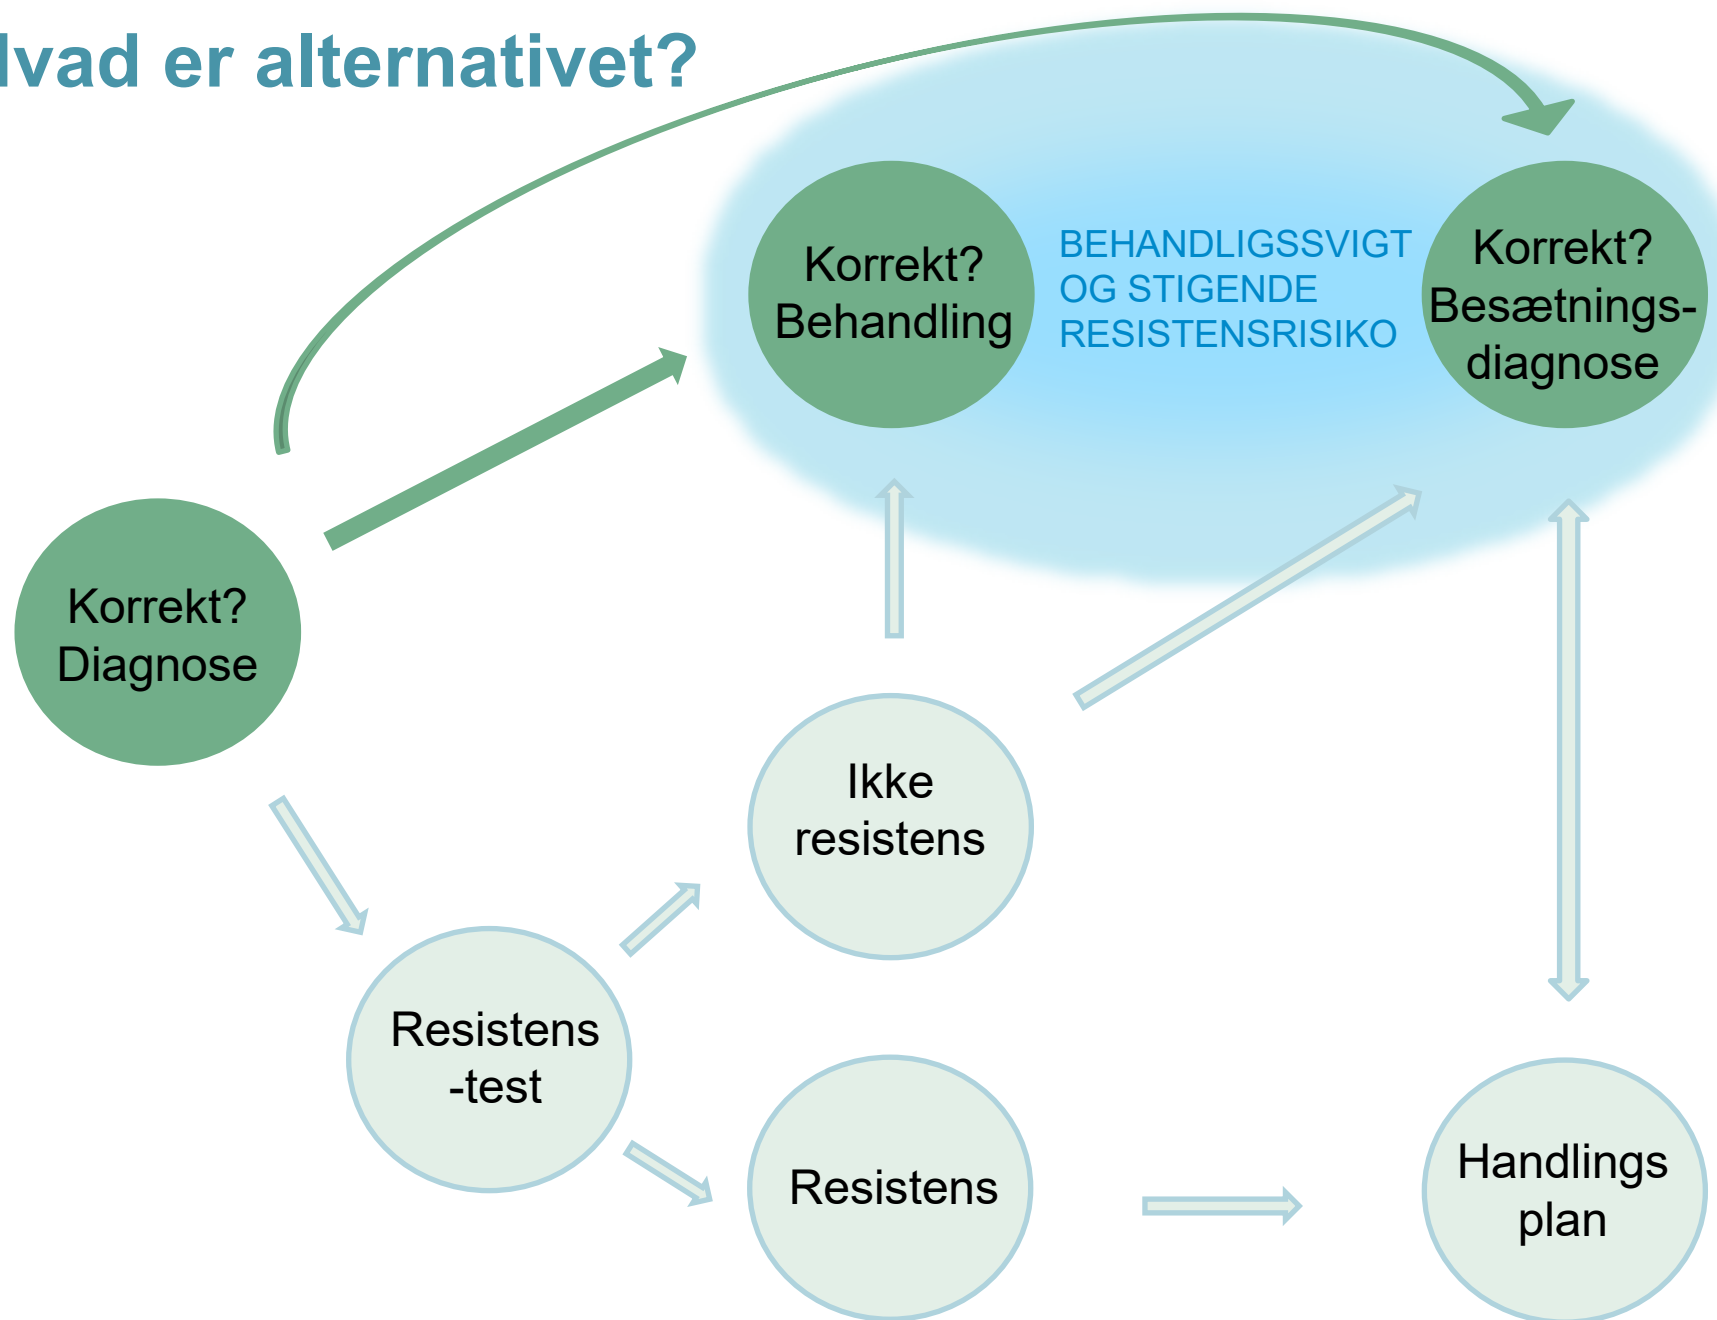 vad er alternativet?
Korrekt?
Behandling
BEHANDLIGSSVIGT
OG STIGENDE
RESISTENSRISIKO
Korrekt?
Besætnings-
diagnose
Korrekt?
Diagnose
Ikke
resistens
Resistens
-test
Resistens
Handlings
plan